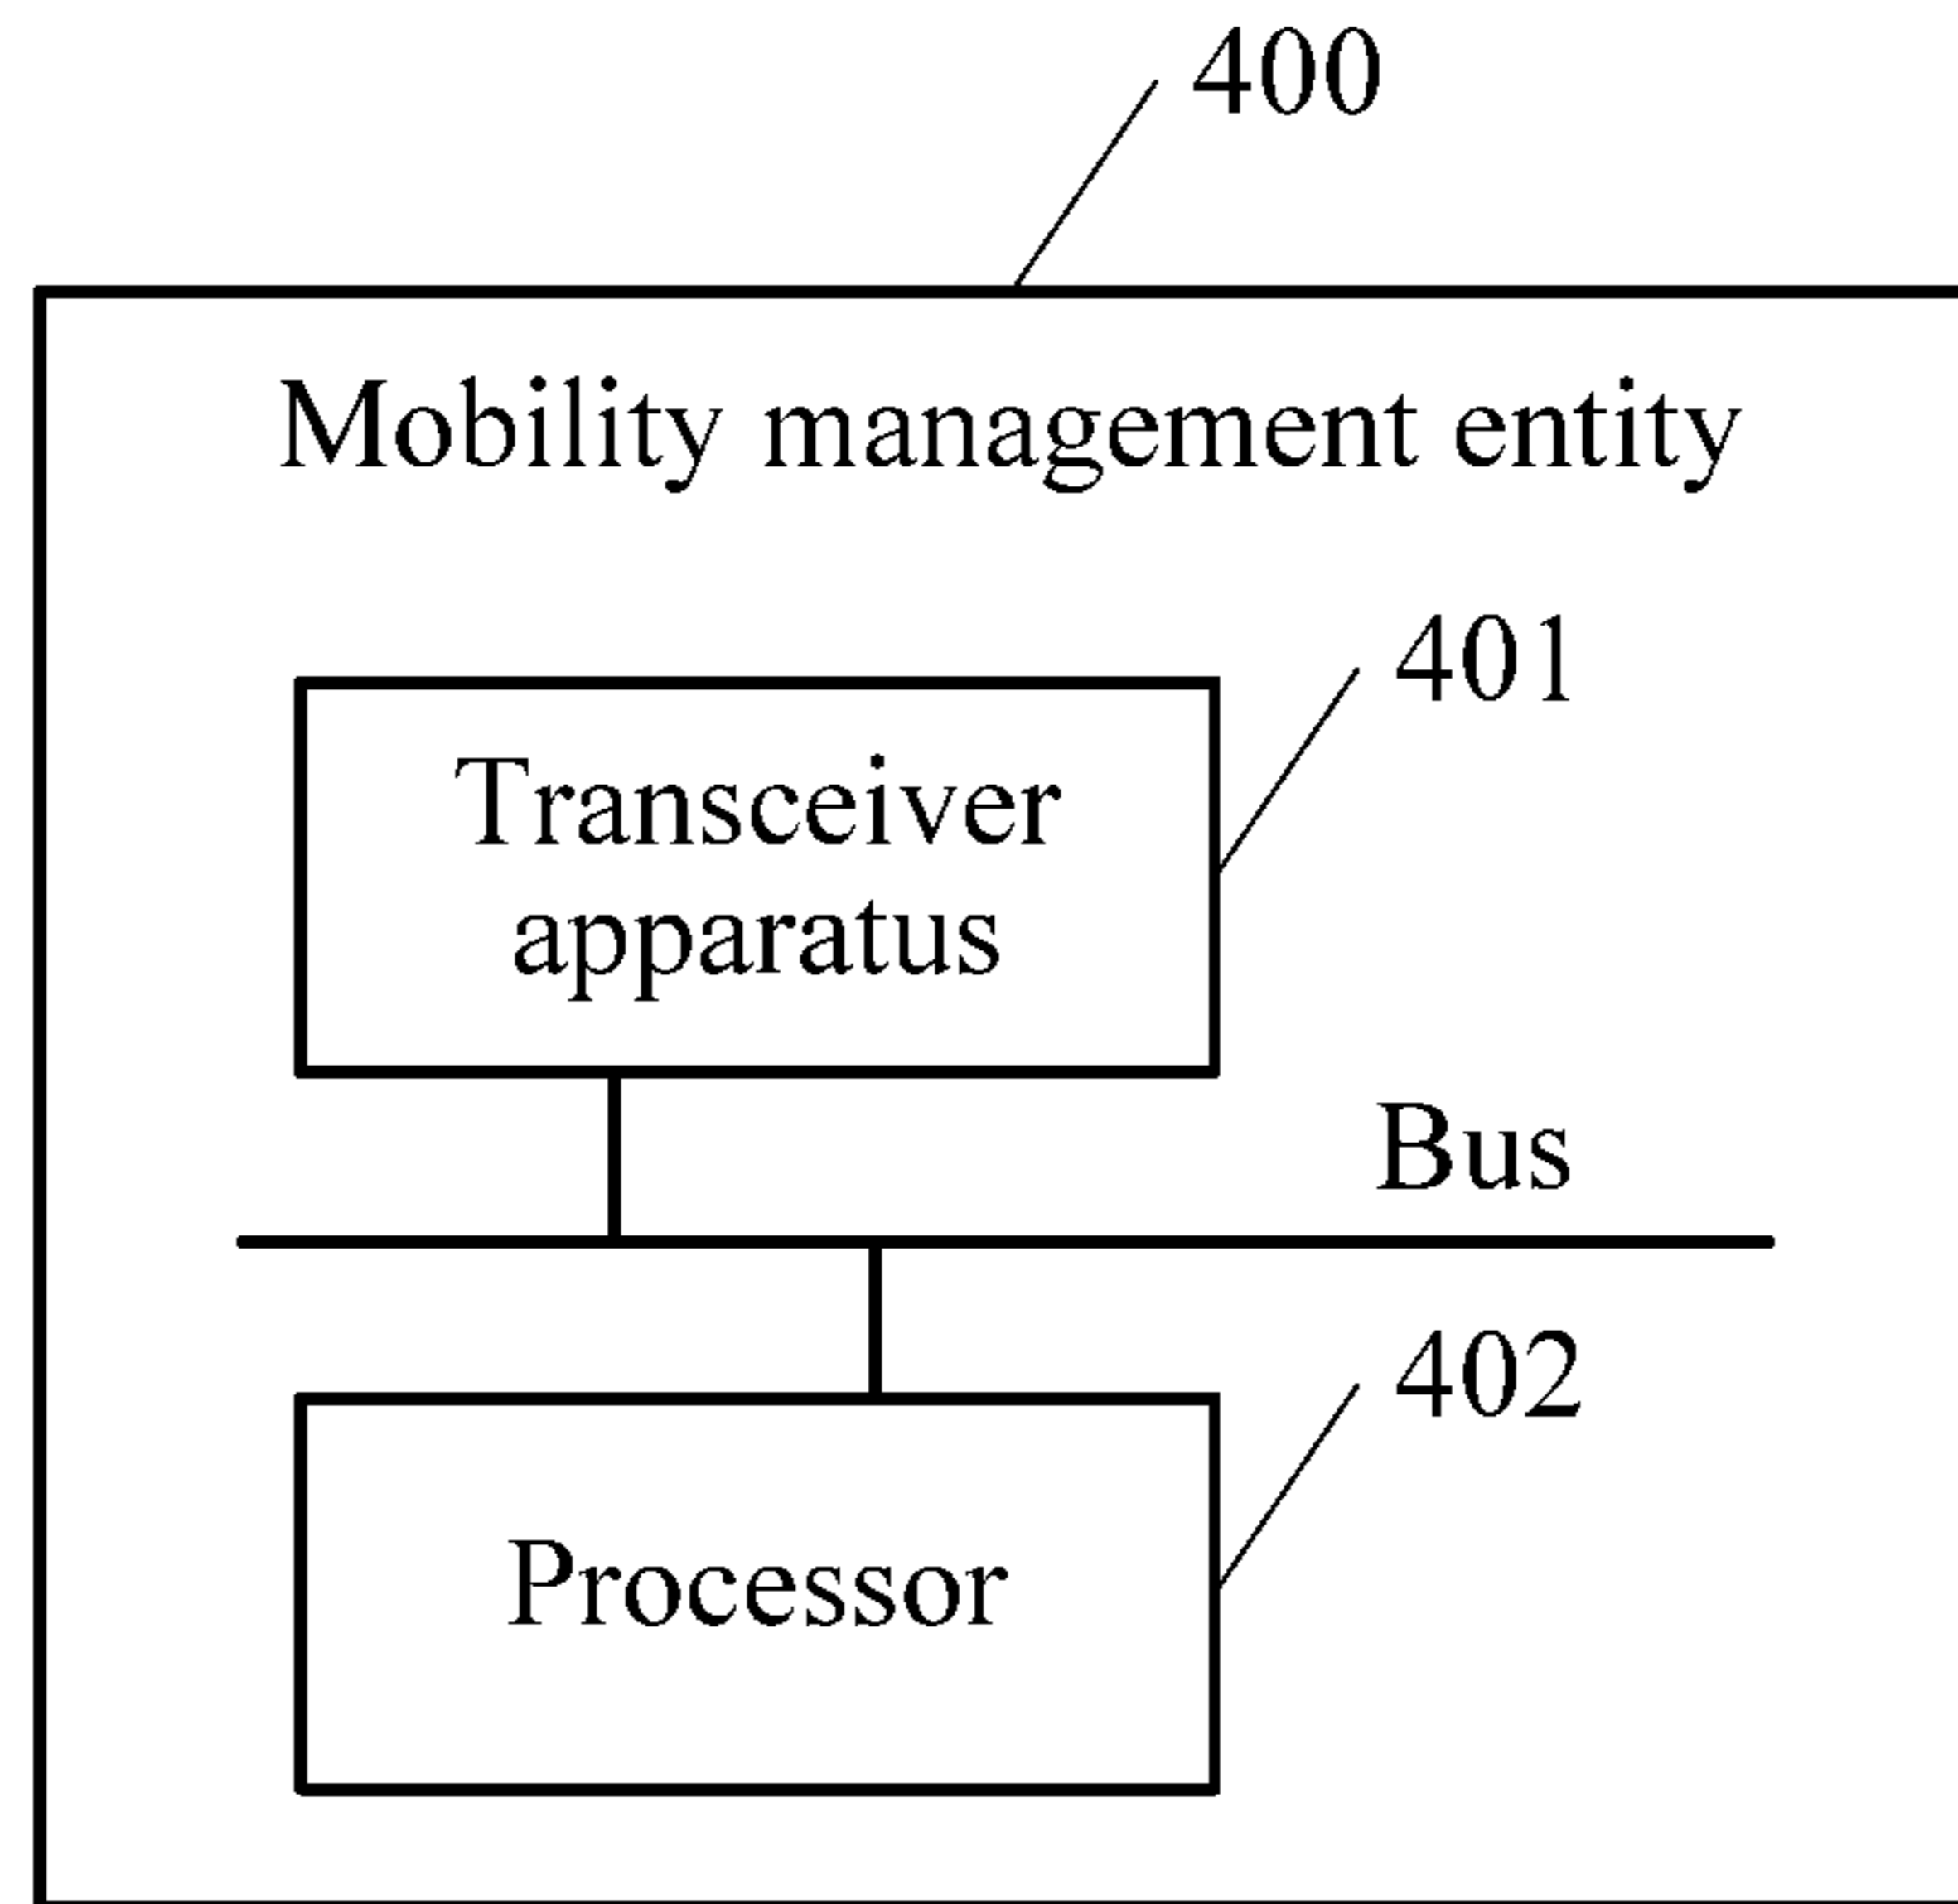 400
Mobility management entity
401
Transceiver
apparatus
Bus
402
Processor